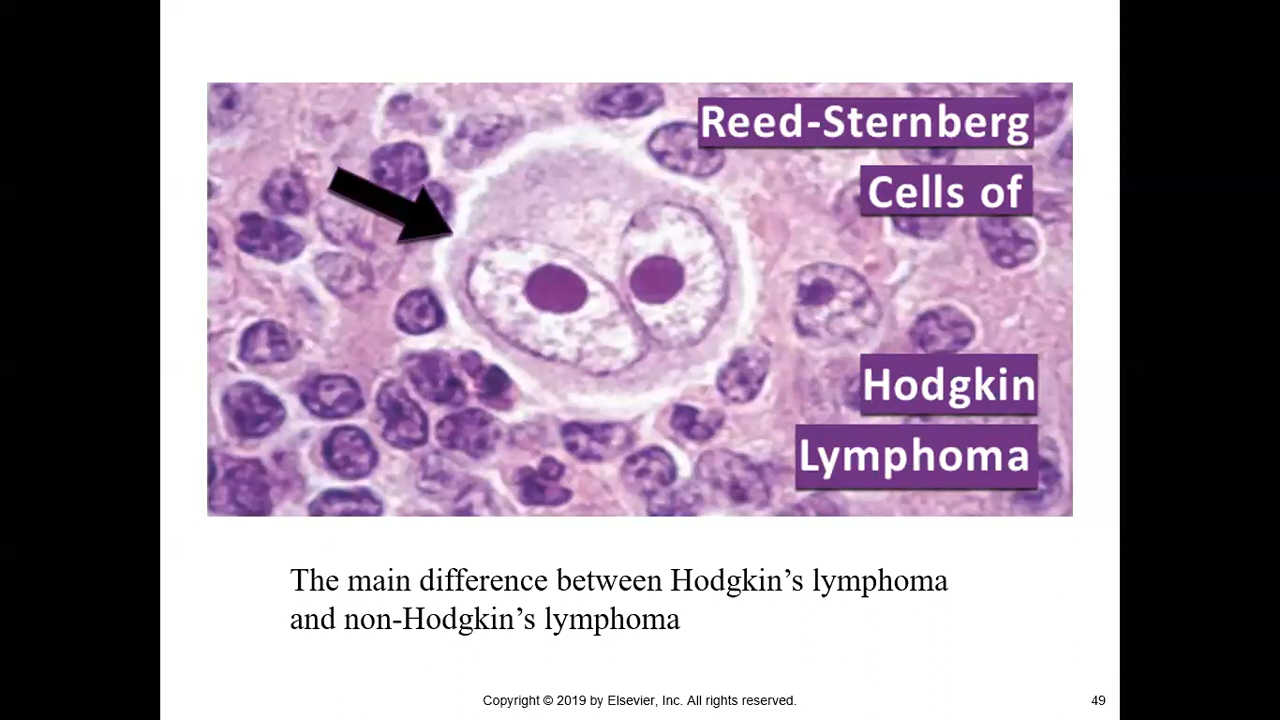 Reed-Sternberg
Cells of
Hodgkin
Lymphoma
The main difference between Hodgkin’s lymphoma
and non-Hodgkin’s lymphoma
Copyright © 2019 by Elsevier, Inc. All rights reserved.
49